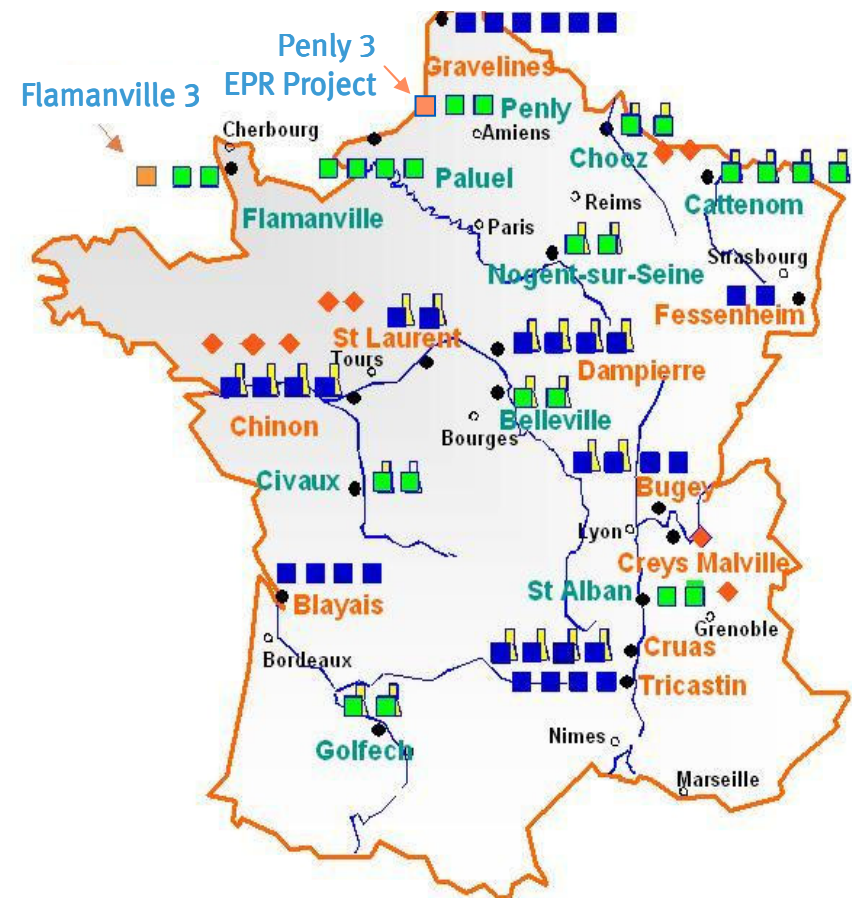 Penly 3
EPR Project
Flamanville 3
Gravelines
Penly
Cherbourg
Amiens
Chooz
Paluel
Cattenom
Reims
Flamanville
Paris
Strasbourg
Nogent-sur-Seine
Fessenheim
St Laurent
Tours
Dampierre
Belleville
Chinon
Bourges
Civaux
Bugey
Lyon
Creys Malville
St Alban
Blayais
Grenoble
Cruas
Bordeaux
Tricastin
Nimes
Golfech
Marseille